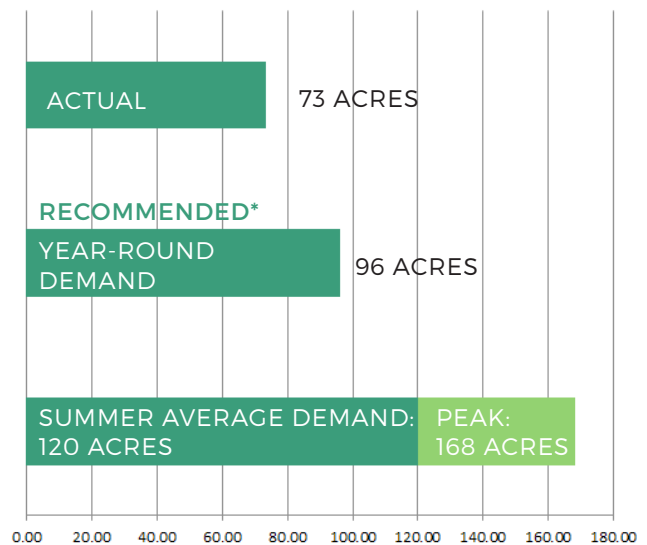 ACTUAL
73 ACRES
RECOMMENDED*
YEAR-ROUND
DEMAND
96 ACRES
SUMMER AVERAGE DEMAND:
120 ACRES
PEAK:
168 ACRES
0.00 20.00 40.00 60.00 80.00 100.00 120.00 140.00 160.00 180.00